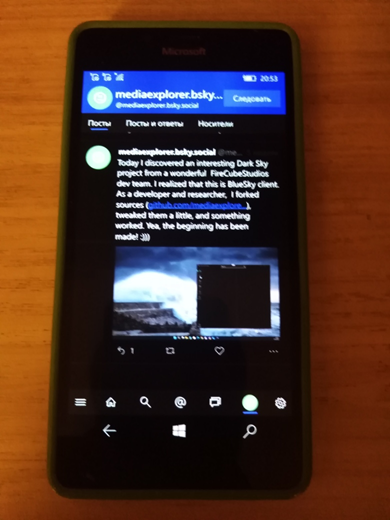 Microsoft
20:53
mediaexplorer.bsky...
@mediaexplorer.bsky.social
Следовать
Посты Посты и ответы Носители
mediaexplorer.bsky.social @me...
Today I discovered an interesting Dark Sky
project from a wonderful FireCubeStudios
dev team. I realized that this is BlueSky client.
As a developer and researcher, I forked
sources (github.com/mediaexplore...),
tweaked them a little, and something
worked. Yea, the beginning has been
made! :)))
1